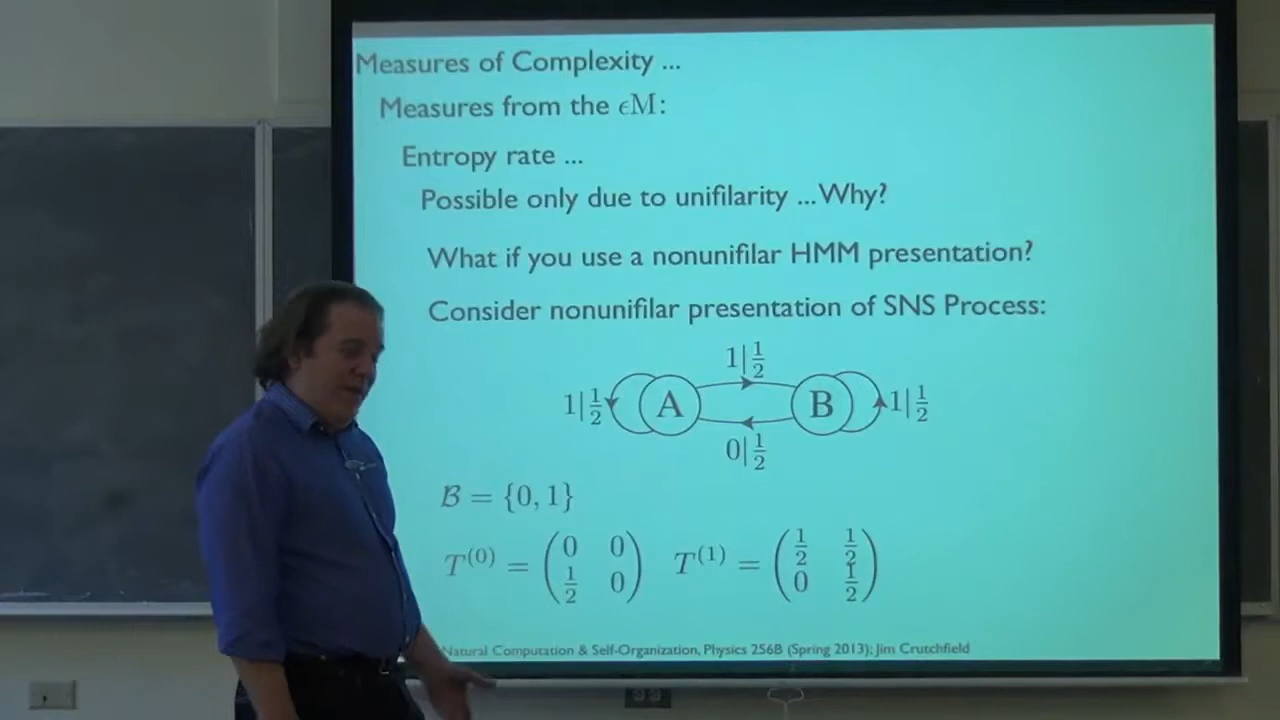 Measures of Complexity ...
Measures from the ϵM:
Entropy rate ...
Possible only due to unifilarity ... Why?
What if you use a nonunifilar HMM presentation?
Consider nonunifilar presentation of SNS Process:
1|1/2
1|1/2 A B 1|1/2
0|1/2
ℬ = {0, 1}
T^(0) = (0 0; 1/2 0) T^(1) = (1/2 1/2; 0 1/2)
Natural Computation & Self-Organization, Physics 256B (Spring 2013); Jim Crutchfield